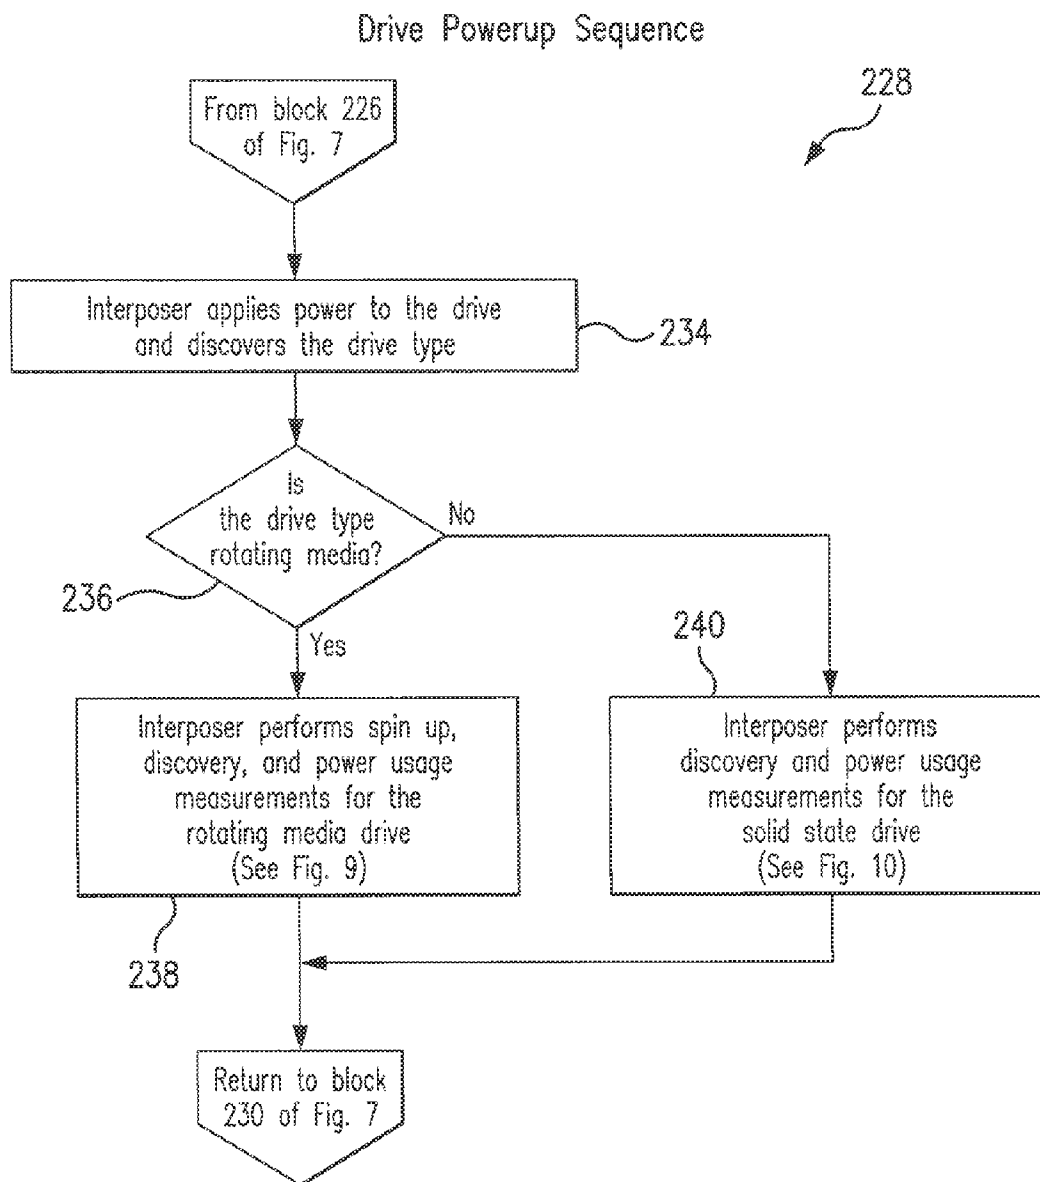 Drive Powerup Sequence
228
From block 226
of Fig. 7
Interposer applies power to the drive
and discovers the drive type
234
Is
the drive type
rotating media?
No
236
Yes
240
Interposer performs spin up,
discovery, and power usage
measurements for the
rotating media drive
(See Fig. 9)
Interposer performs
discovery and power usage
measurements for the
solid state drive
(See Fig. 10)
238
Return to block
230 of Fig. 7